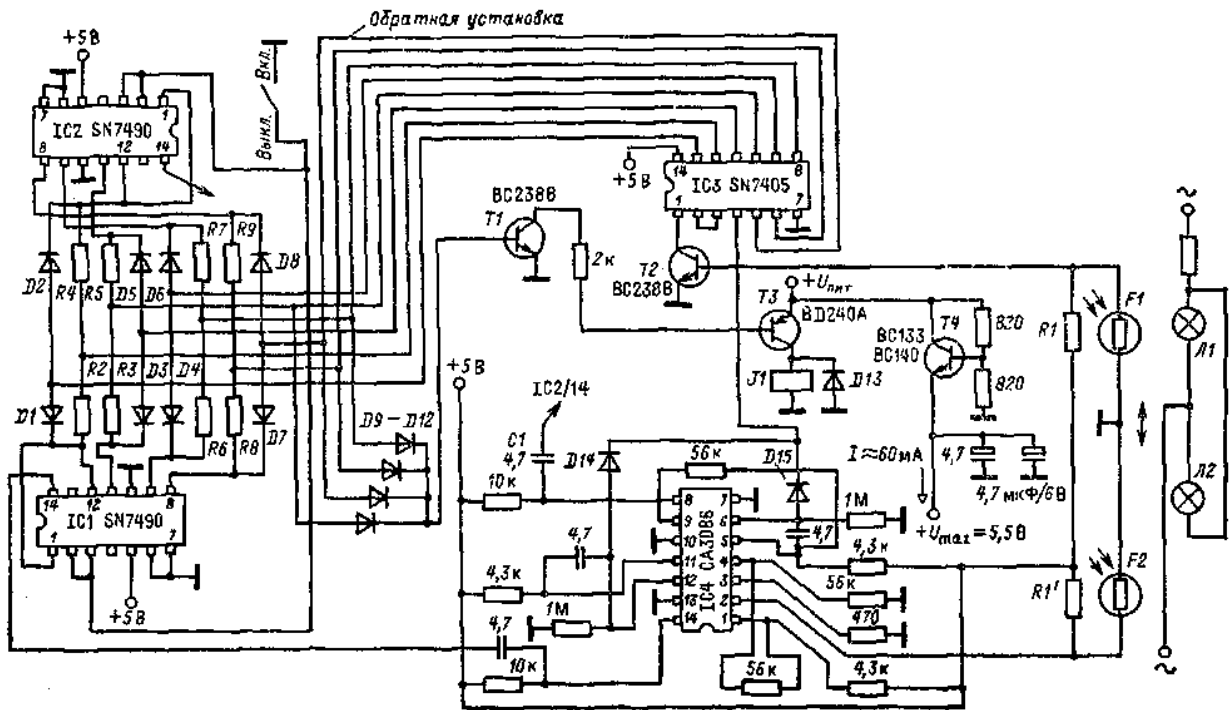 Обратная установка
+5В
Вкл.
Выкл.
7
1
IC2 SN7490
8
12
14
BC238B
T1
2к
+5В
14
8
IC3 SN7405
1
7
T2
BC238B
+Uпит
T3
BD240A
T4
BC133
BC140
820
820
R1
F1
Л1
D2
R4
R5
D5
D6
R7
R9
D8
R2
R3
D3
D4
D1
R6
R8
D7
D9–D12
+5В
IC2/14
C1
4,7
D14
56к
D15
J1
D13
I≈60мА
4,7
4,7мкФ/6В
+Umax=5,5В
Л2
F2
R1'
14
12
8
IC1 SN7490
1
7
+5В
10к
4,7
4,3к
1М
4,7
10к
8
9
10
11
12
13
14
IC4 CA3086
7
6
5
4
3
2
1
4,7
1М
4,3к
56к
470
56к
4,3к